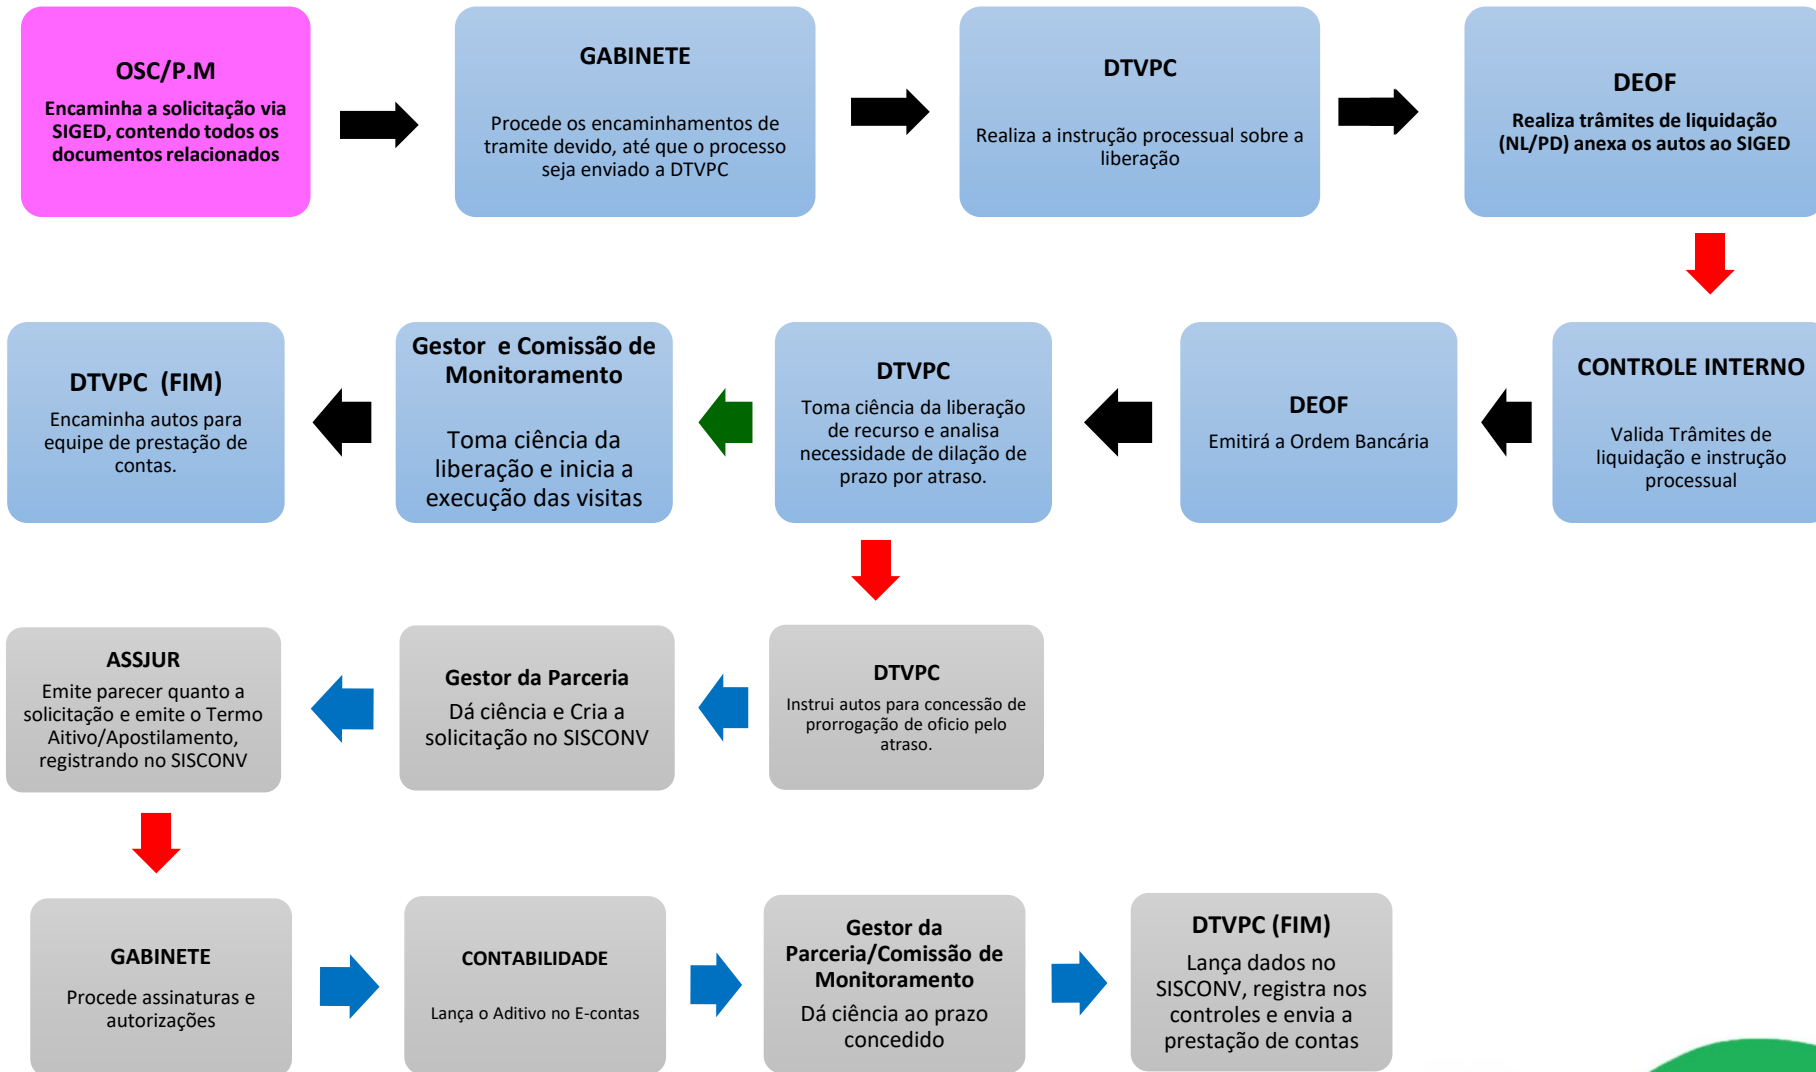 OSC/P.M
Encaminha a solicitação via
SIGED, contendo todos os
documentos relacionados
GABINETE
Procede os encaminhamentos de
tramite devido, até que o processo
seja enviado a DTVPC
DTVPC
Realiza a instrução processual sobre a
liberação
DEOF
Realiza trâmites de liquidação
(NL/PD) anexa os autos ao SIGED
CONTROLE INTERNO
Valida Trâmites de
liquidação e instrução
processual
DEOF
Emitirá a Ordem Bancária
DTVPC
Toma ciência da liberação
de recurso e analisa
necessidade de dilação de
prazo por atraso.
Gestor e Comissão de
Monitoramento
Toma ciência da
liberação e inicia a
execução das visitas
DTVPC (FIM)
Encaminha autos para
equipe de prestação de
contas.
DTVPC
Instrui autos para concessão de
prorrogação de oficio pelo
atraso.
Gestor da Parceria
Dá ciência e Cria a
solicitação no SISCONV
ASSJUR
Emite parecer quanto a
solicitação e emite o Termo
Aitivo/Apostilamento,
registrando no SISCONV
GABINETE
Procede assinaturas e
autorizações
CONTABILIDADE
Lança o Aditivo no E-contas
Gestor da
Parceria/Comissão de
Monitoramento
Dá ciência ao prazo
concedido
DTVPC (FIM)
Lança dados no
SISCONV, registra nos
controles e envia a
prestação de contas